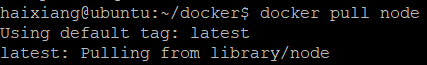 haixiang@ubuntu:~/docker$ docker pull node
Using default tag: latest
latest: Pulling from library/node